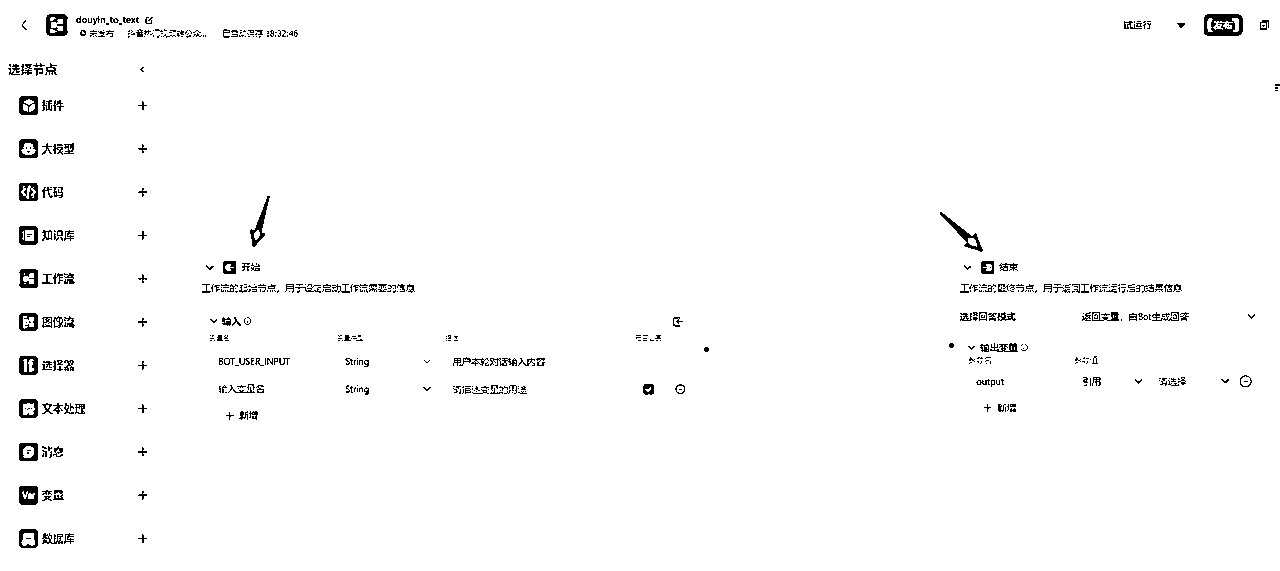 douyin_to_text
未发布 抖音热门视频转公众... 已自动保存 18:32:46
试运行
发布
选择节点
插件
大模型
代码
知识库
工作流
图像流
选择器
文本处理
消息
变量
数据库
开始
工作流的起始节点，用于设定启动工作流需要的信息
输入
变量名 变量类型 描述 是否必要
BOT_USER_INPUT String 用户本轮对话输入内容
输入变量名 String 请描述变量的用途
新增
结束
工作流的最终节点，用于返回工作流运行后的结果信息
选择回答模式 返回变量，由Bot生成回答
输出变量
参数名 参数值
output 引用 请选择
新增